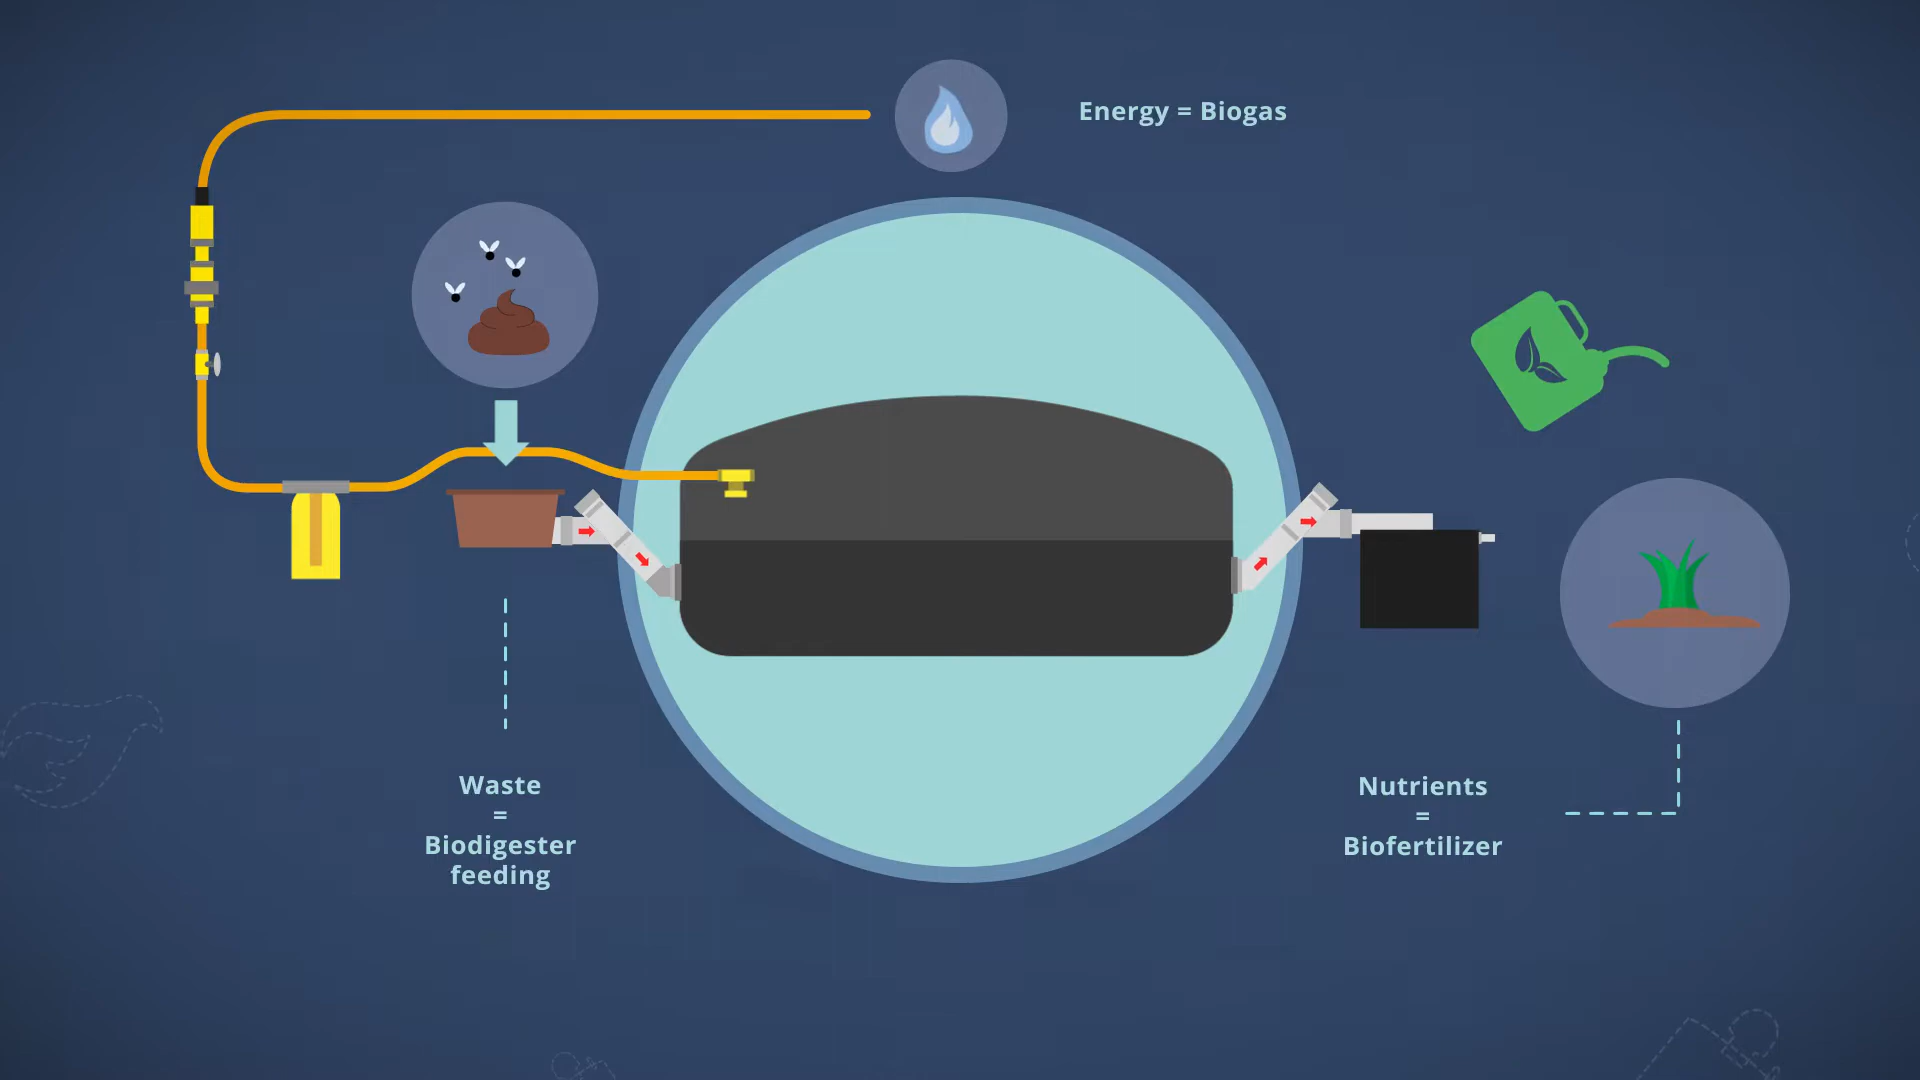 Energy = Biogas
Waste
=
Biodigester
feeding
Nutrients
=
Biofertilizer